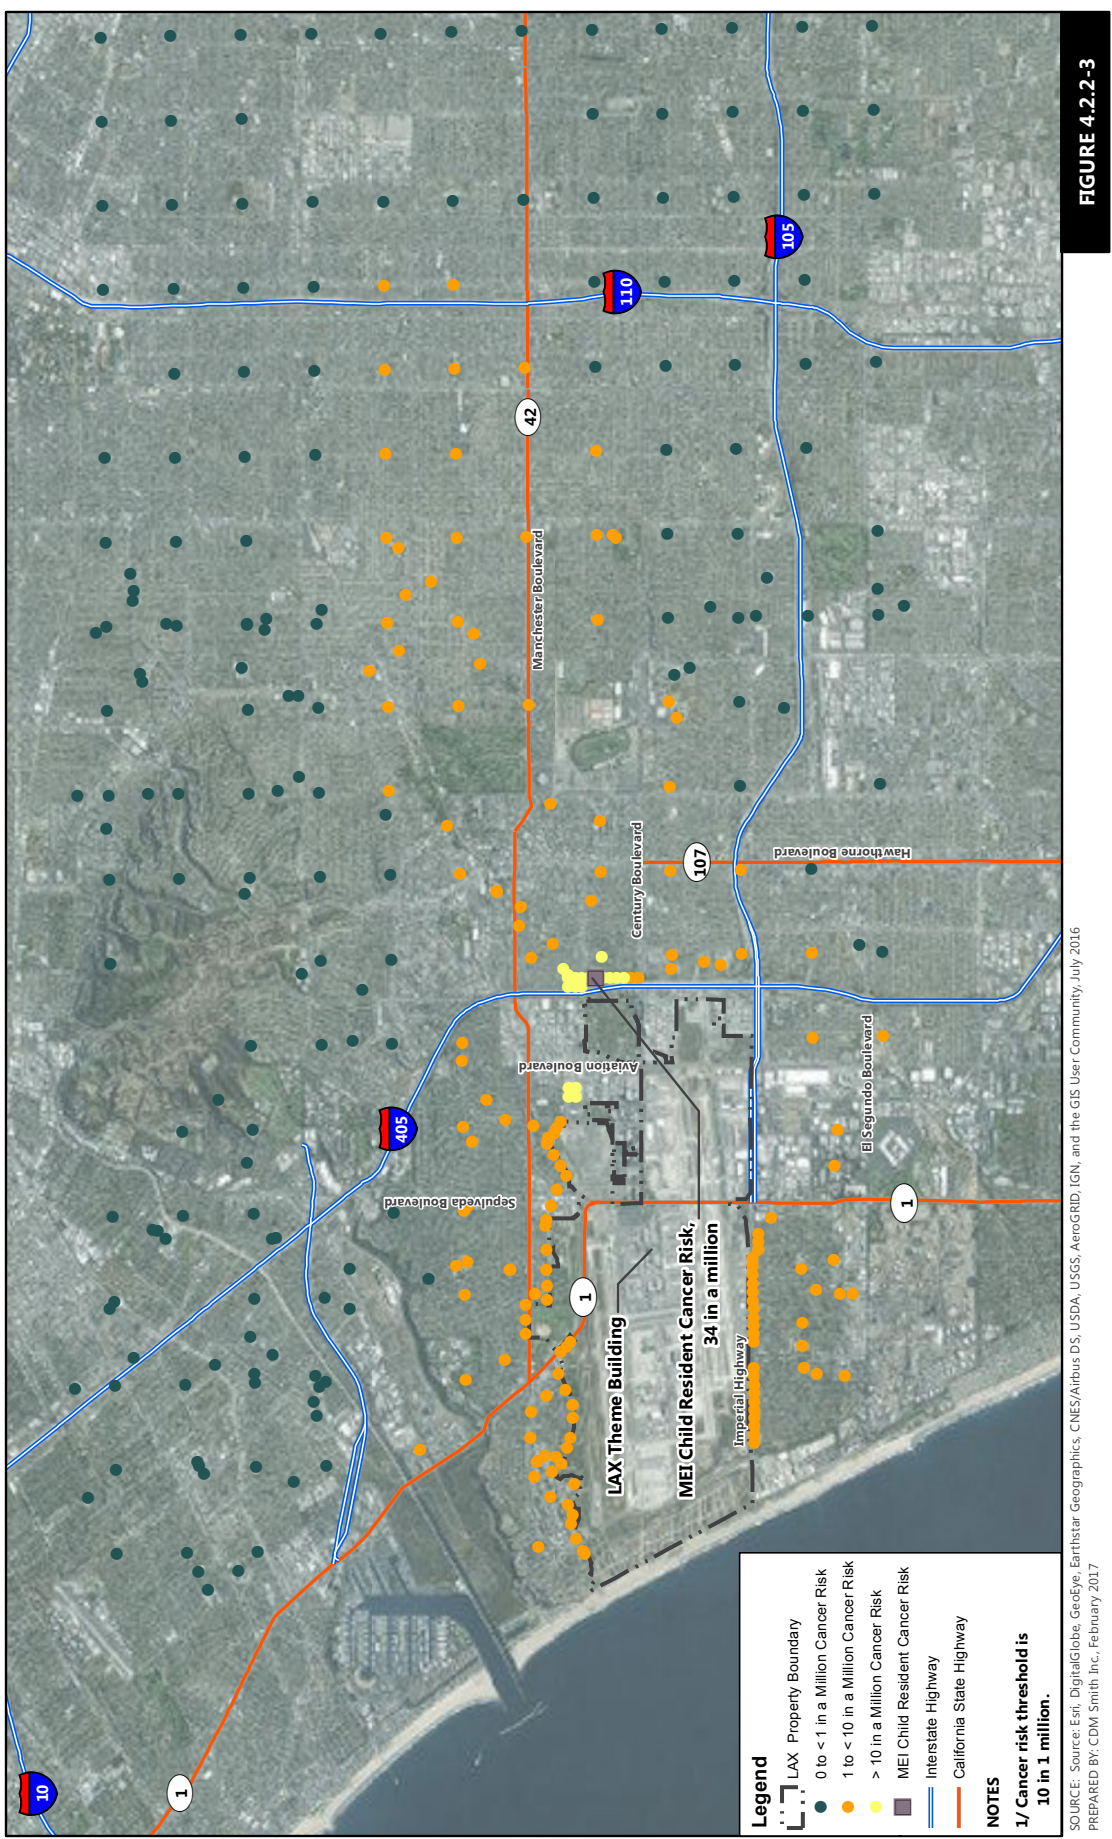 FIGURE 4.2.2-3
10
1
405
110
105
42
107
1
1
Manchester Boulevard
Century Boulevard
Hawthorne Boulevard
Aviation Boulevard
Sepulveda Boulevard
El Segundo Boulevard
Imperial Highway
LAX Theme Building
MEI Child Resident Cancer Risk,
34 in a million
Legend
LAX Property Boundary
0 to < 1 in a Million Cancer Risk
1 to < 10 in a Million Cancer Risk
> 10 in a Million Cancer Risk
MEI Child Resident Cancer Risk
Interstate Highway
California State Highway
NOTES
1/ Cancer risk threshold is
10 in 1 million.
SOURCE: Source: Esri, DigitalGlobe, GeoEye, Earthstar Geographics, CNES/Airbus DS, USDA, USGS, AeroGRID, IGN, and the GIS User Community, July 2016
PREPARED BY: CDM Smith Inc., February 2017